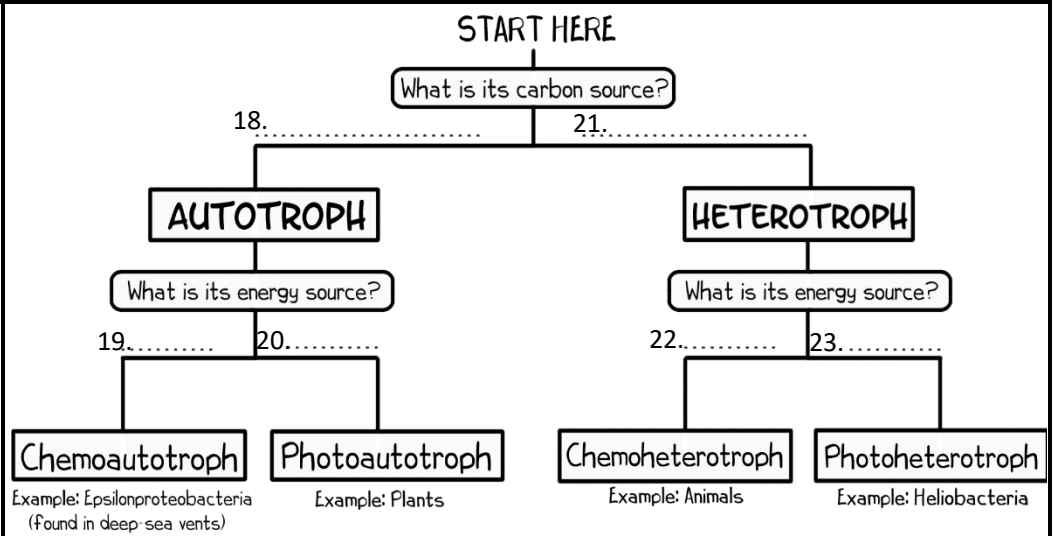 START HERE
What is its carbon source?
18. ........................ 21. ........................
AUTOTROPH HETEROTROPH
What is its energy source? What is its energy source?
19. .......... 20. .......... 22. .......... 23. ..........
Chemoautotroph Photoautotroph Chemoheterotroph Photoheterotroph
Example: Epsilonproteobacteria Example: Plants Example: Animals Example: Heliobacteria
(found in deep-sea vents)